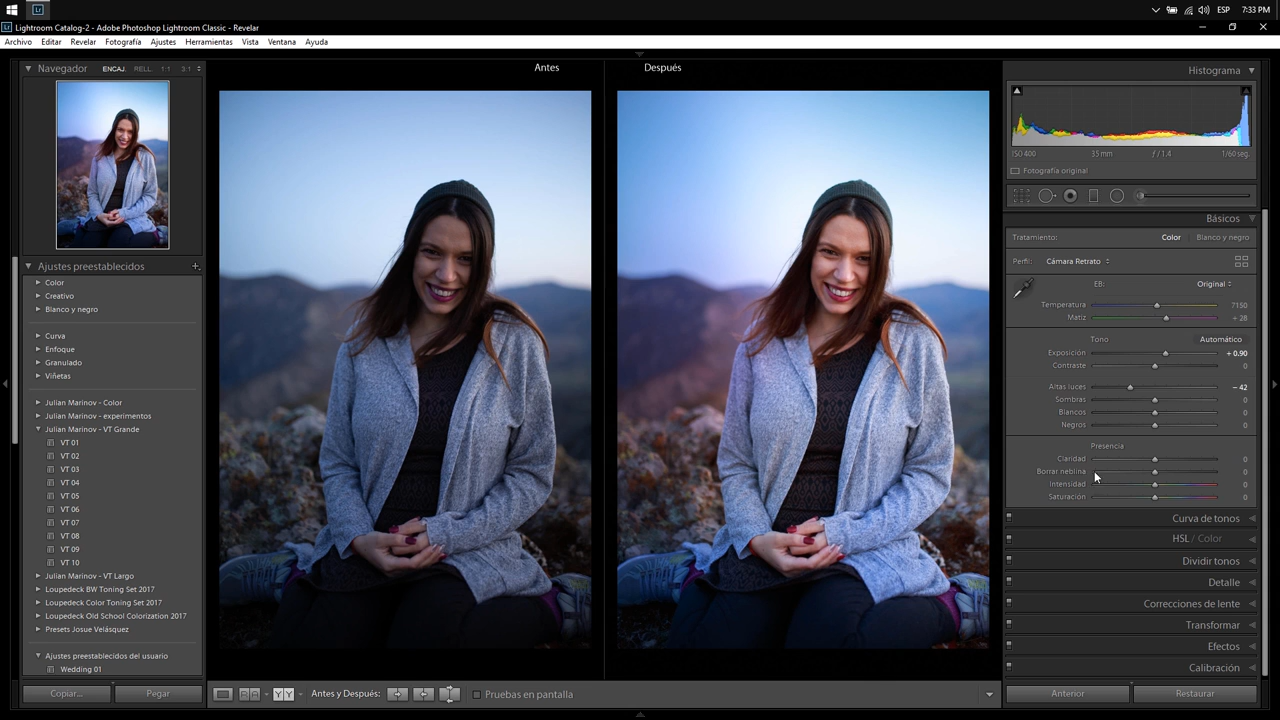 ESP 7:33 PM
Lightroom Catalog-2 - Adobe Photoshop Lightroom Classic - Revelar
Archivo Editar Revelar Fotografía Ajustes Herramientas Vista Ventana Ayuda
Navegador ENCAJ. RELL. 1:1 3:1
Antes Después
Histograma
ISO 400 35 mm ƒ / 1.4 1/60 seg.
Fotografía original
Básicos
Tratamiento: Color Blanco y negro
Perfil: Cámara Retrato
EB: Original
Temperatura 7150
Matiz + 28
Tono Automático
Exposición + 0.90
Contraste 0
Altas luces – 42
Sombras 0
Blancos 0
Negros 0
Presencia
Claridad 0
Borrar neblina 0
Intensidad 0
Saturación 0
Curva de tonos
HSL / Color
Dividir tonos
Detalle
Correcciones de lente
Transformar
Efectos
Calibración
Anterior Restaurar
Ajustes preestablecidos
Color
Creativo
Blanco y negro
Curva
Enfoque
Granulado
Viñetas
Julian Marinov - Color
Julian Marinov - experimentos
Julian Marinov - VT Grande
VT 01
VT 02
VT 03
VT 04
VT 05
VT 06
VT 07
VT 08
VT 09
VT 10
Julian Marinov - VT Largo
Loupedeck BW Toning Set 2017
Loupedeck Color Toning Set 2017
Loupedeck Old School Colorization 2017
Presets Josue Velásquez
Ajustes preestablecidos del usuario
Wedding 01
Copiar... Pegar
Antes y Después: Pruebas en pantalla